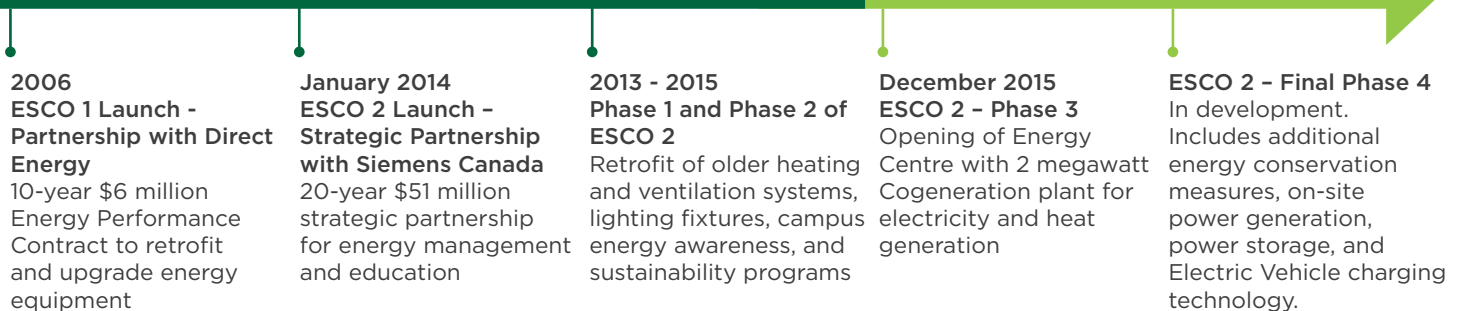 2006
ESCO 1 Launch -
Partnership with Direct
Energy
10-year $6 million
Energy Performance
Contract to retrofit
and upgrade energy
equipment
January 2014
ESCO 2 Launch –
Strategic Partnership
with Siemens Canada
20-year $51 million
strategic partnership
for energy management
and education
2013 - 2015
Phase 1 and Phase 2 of
ESCO 2
Retrofit of older heating
and ventilation systems,
lighting fixtures, campus
energy awareness, and
sustainability programs
December 2015
ESCO 2 – Phase 3
Opening of Energy
Centre with 2 megawatt
Cogeneration plant for
electricity and heat
generation
ESCO 2 – Final Phase 4
In development.
Includes additional
energy conservation
measures, on-site
power generation,
power storage, and
Electric Vehicle charging
technology.